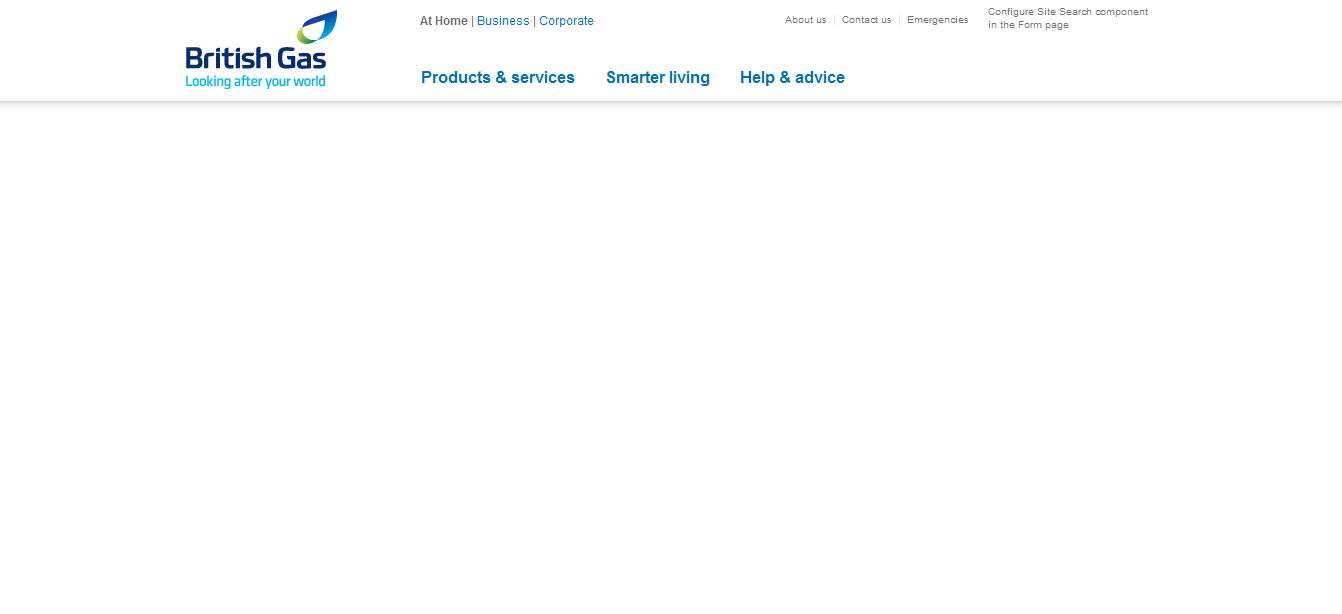 British Gas
Looking after your world
At Home | Business | Corporate
About us
Contact us
Emergencies
Configure Site Search component
in the Form page
Products & services
Smarter living
Help & advice